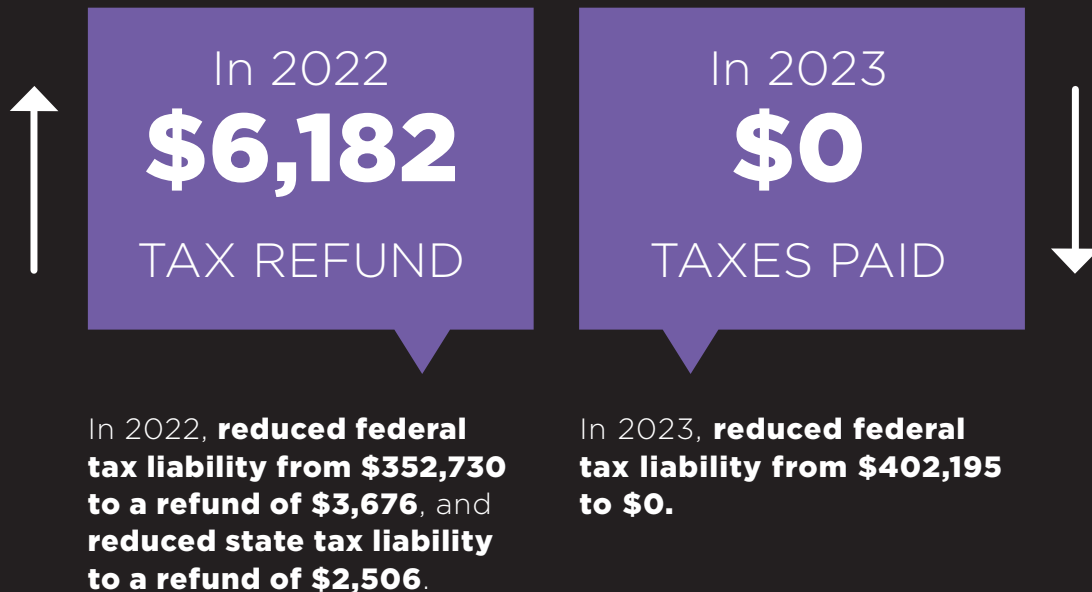 In 2022
$6,182
TAX REFUND
In 2023
$0
TAXES PAID
In 2022, reduced federal
tax liability from $352,730
to a refund of $3,676, and
reduced state tax liability
to a refund of $2,506.
In 2023, reduced federal
tax liability from $402,195
to $0.